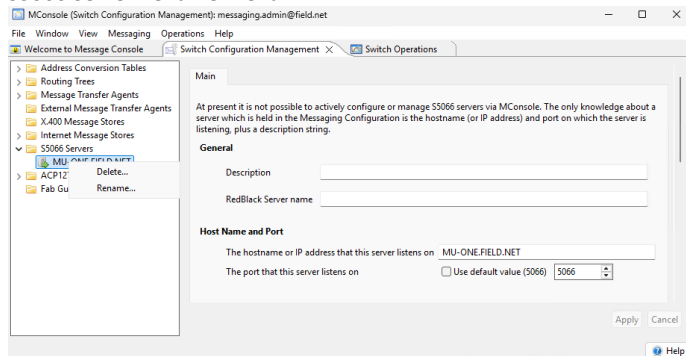 MConsole (Switch Configuration Management): messaging.admin@field.net
File Window View Messaging Operations Help
Welcome to Message Console Switch Configuration Management Switch Operations
Address Conversion Tables
Routing Trees
Message Transfer Agents
External Message Transfer Agents
X.400 Message Stores
Internet Message Stores
S5066 Servers
MU-ONE.FIELD.NET
Delete...
Rename...
Fab Gu
Main
At present it is not possible to actively configure or manage S5066 servers via MConsole. The only knowledge about a
server which is held in the Messaging Configuration is the hostname (or IP address) and port on which the server is
listening, plus a description string.
General
Description
RedBlack Server name
Host Name and Port
The hostname or IP address that this server listens on MU-ONE.FIELD.NET
The port that this server listens on Use default value (5066) 5066
Apply Cancel
Help